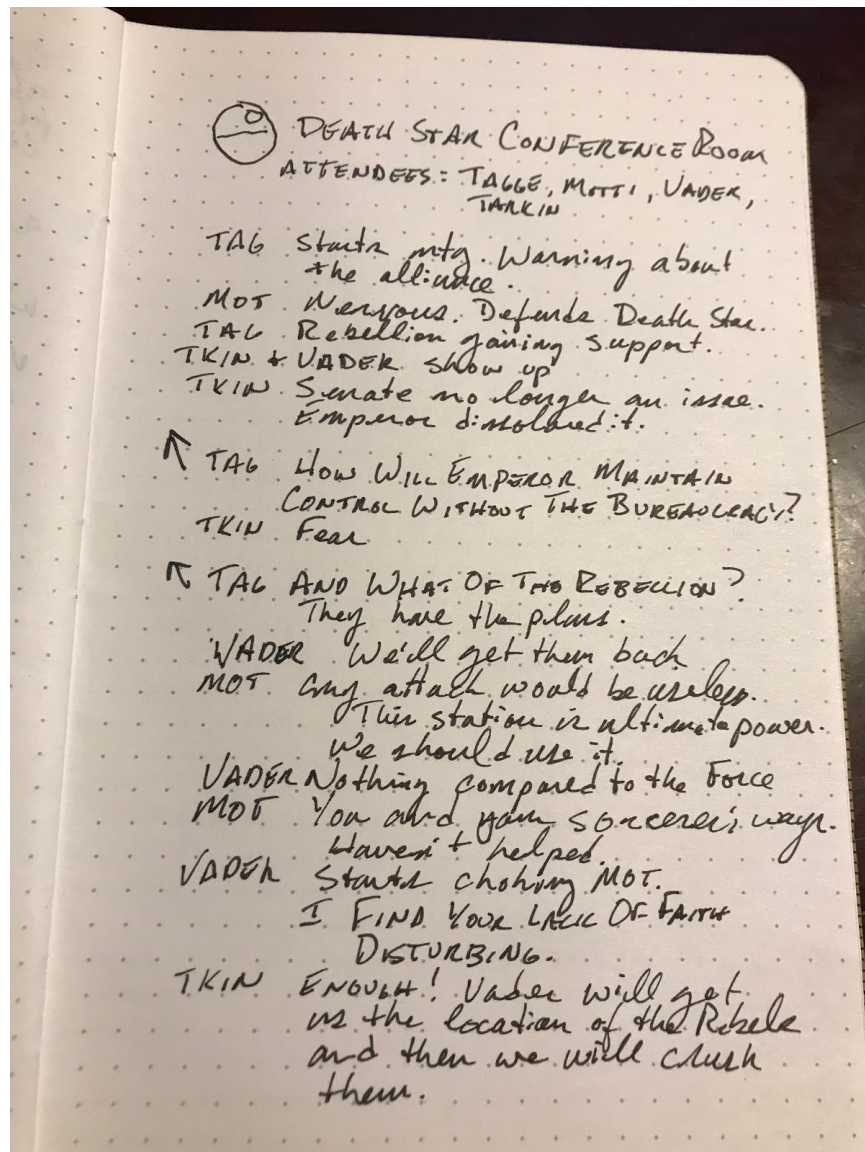 DEATH STAR CONFERENCE ROOM
ATTENDEES: TAGGE, MOTTI, VADER,
TARKIN
TAG Starts mtg. Warning about
the alliance.
MOT Nervous. Defends Death Star.
TAG Rebellion gaining support.
TKIN + VADER show up
TKIN Senate no longer an issue.
Emperor dissolved it.
↑ TAG HOW WILL EMPEROR MAINTAIN
CONTROL WITHOUT THE BUREAUCRACY?
TKIN Fear
↑ TAG AND WHAT OF THE REBELLION?
They have the plans.
VADER We'll get them back
MOT Any attack would be useless.
This station is ultimate power.
We should use it.
VADER Nothing compared to the Force
MOT You and your sorcerer's ways.
Haven't helped.
VADER Starts choking MOT.
I FIND YOUR LACK OF FAITH
DISTURBING.
TKIN ENOUGH! Vader will get
us the location of the Rebels
and then we will crush
them.